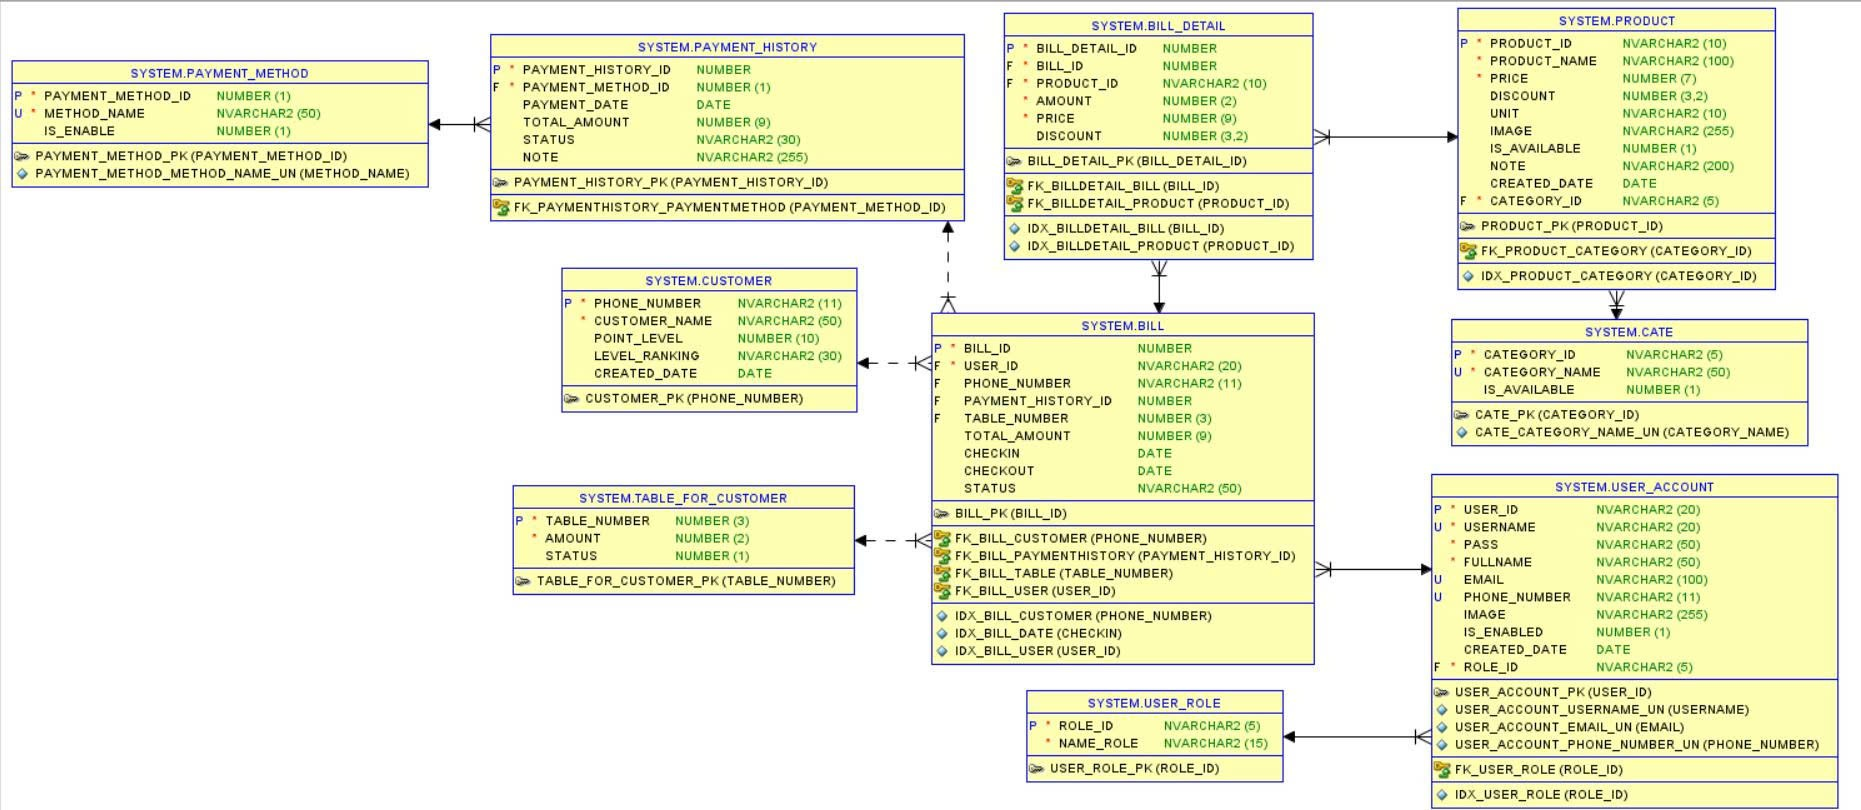 SYSTEM.PAYMENT_METHOD
P * PAYMENT_METHOD_ID NUMBER (1)
U * METHOD_NAME NVARCHAR2 (50)
IS_ENABLE NUMBER (1)
PAYMENT_METHOD_PK (PAYMENT_METHOD_ID)
PAYMENT_METHOD_METHOD_NAME_UN (METHOD_NAME)
SYSTEM.PAYMENT_HISTORY
P * PAYMENT_HISTORY_ID NUMBER
F * PAYMENT_METHOD_ID NUMBER (1)
PAYMENT_DATE DATE
TOTAL_AMOUNT NUMBER (9)
STATUS NVARCHAR2 (30)
NOTE NVARCHAR2 (255)
PAYMENT_HISTORY_PK (PAYMENT_HISTORY_ID)
FK_PAYMENTHISTORY_PAYMENTMETHOD (PAYMENT_METHOD_ID)
SYSTEM.BILL_DETAIL
P * BILL_DETAIL_ID NUMBER
F * BILL_ID NUMBER
F * PRODUCT_ID NVARCHAR2 (10)
* AMOUNT NUMBER (2)
* PRICE NUMBER (9)
DISCOUNT NUMBER (3,2)
BILL_DETAIL_PK (BILL_DETAIL_ID)
FK_BILLDETAIL_BILL (BILL_ID)
FK_BILLDETAIL_PRODUCT (PRODUCT_ID)
IDX_BILLDETAIL_BILL (BILL_ID)
IDX_BILLDETAIL_PRODUCT (PRODUCT_ID)
SYSTEM.PRODUCT
P * PRODUCT_ID NVARCHAR2 (10)
* PRODUCT_NAME NVARCHAR2 (100)
* PRICE NUMBER (7)
DISCOUNT NUMBER (3,2)
UNIT NVARCHAR2 (10)
IMAGE NVARCHAR2 (255)
IS_AVAILABLE NUMBER (1)
NOTE NVARCHAR2 (200)
CREATED_DATE DATE
F * CATEGORY_ID NVARCHAR2 (5)
PRODUCT_PK (PRODUCT_ID)
FK_PRODUCT_CATEGORY (CATEGORY_ID)
IDX_PRODUCT_CATEGORY (CATEGORY_ID)
SYSTEM.CUSTOMER
P * PHONE_NUMBER NVARCHAR2 (11)
* CUSTOMER_NAME NVARCHAR2 (50)
POINT_LEVEL NUMBER (10)
LEVEL_RANKING NVARCHAR2 (30)
CREATED_DATE DATE
CUSTOMER_PK (PHONE_NUMBER)
SYSTEM.BILL
P * BILL_ID NUMBER
F * USER_ID NVARCHAR2 (20)
F PHONE_NUMBER NVARCHAR2 (11)
F PAYMENT_HISTORY_ID NUMBER
F TABLE_NUMBER NUMBER (3)
TOTAL_AMOUNT NUMBER (9)
CHECKIN DATE
CHECKOUT DATE
STATUS NVARCHAR2 (50)
BILL_PK (BILL_ID)
FK_BILL_CUSTOMER (PHONE_NUMBER)
FK_BILL_PAYMENTHISTORY (PAYMENT_HISTORY_ID)
FK_BILL_TABLE (TABLE_NUMBER)
FK_BILL_USER (USER_ID)
IDX_BILL_CUSTOMER (PHONE_NUMBER)
IDX_BILL_DATE (CHECKIN)
IDX_BILL_USER (USER_ID)
SYSTEM.CATE
P * CATEGORY_ID NVARCHAR2 (5)
U * CATEGORY_NAME NVARCHAR2 (50)
IS_AVAILABLE NUMBER (1)
CATE_PK (CATEGORY_ID)
CATE_CATEGORY_NAME_UN (CATEGORY_NAME)
SYSTEM.TABLE_FOR_CUSTOMER
P * TABLE_NUMBER NUMBER (3)
* AMOUNT NUMBER (2)
STATUS NUMBER (1)
TABLE_FOR_CUSTOMER_PK (TABLE_NUMBER)
SYSTEM.USER_ACCOUNT
P * USER_ID NVARCHAR2 (20)
U * USERNAME NVARCHAR2 (20)
* PASS NVARCHAR2 (50)
* FULLNAME NVARCHAR2 (50)
U EMAIL NVARCHAR2 (100)
U PHONE_NUMBER NVARCHAR2 (11)
IMAGE NVARCHAR2 (255)
IS_ENABLED NUMBER (1)
CREATED_DATE DATE
F * ROLE_ID NVARCHAR2 (5)
USER_ACCOUNT_PK (USER_ID)
USER_ACCOUNT_USERNAME_UN (USERNAME)
USER_ACCOUNT_EMAIL_UN (EMAIL)
USER_ACCOUNT_PHONE_NUMBER_UN (PHONE_NUMBER)
FK_USER_ROLE (ROLE_ID)
IDX_USER_ROLE (ROLE_ID)
SYSTEM.USER_ROLE
P * ROLE_ID NVARCHAR2 (5)
* NAME_ROLE NVARCHAR2 (15)
USER_ROLE_PK (ROLE_ID)